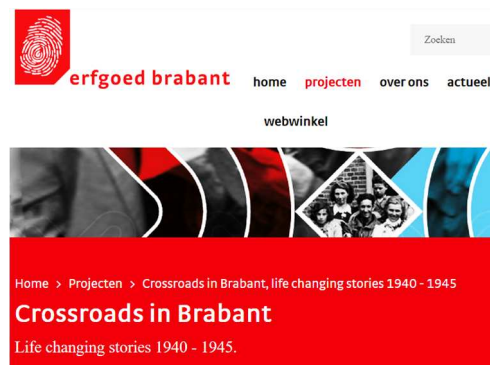 Zoeken
erfgoed brabant
home projecten over ons actueel
webwinkel
Home > Projecten > Crossroads in Brabant, life changing stories 1940 - 1945
Crossroads in Brabant
Life changing stories 1940 - 1945.